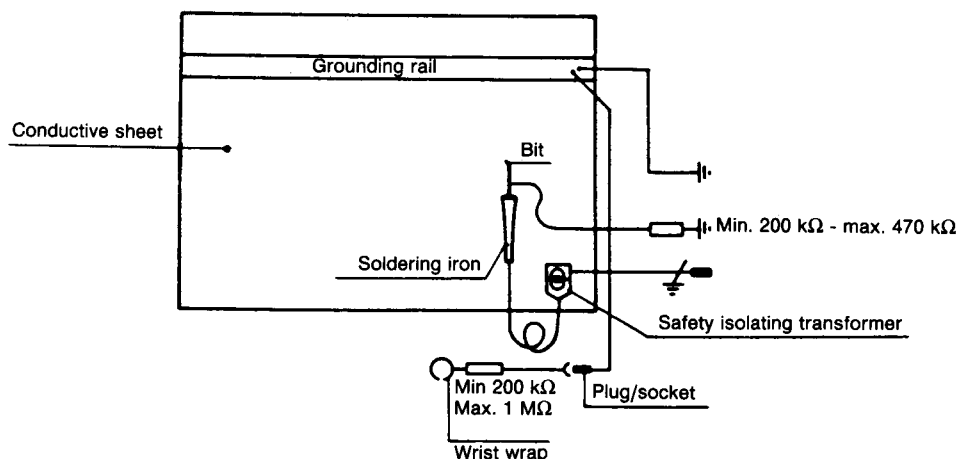 Grounding rail
Conductive sheet
Bit
Min. 200 kΩ - max. 470 kΩ
Soldering iron
Safety isolating transformer
Min 200 kΩ
Max. 1 MΩ
Plug/socket
Wrist wrap